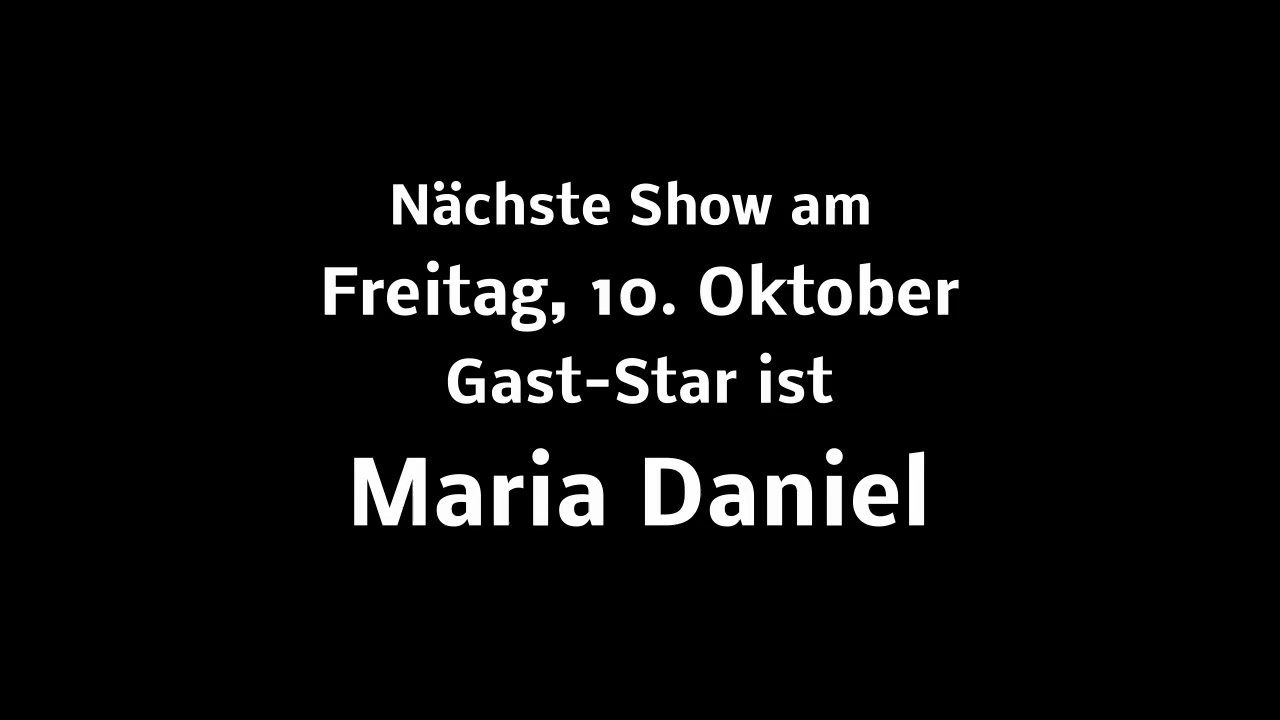 Nächste Show am
Freitag, 10. Oktober
Gast-Star ist
Maria Daniel